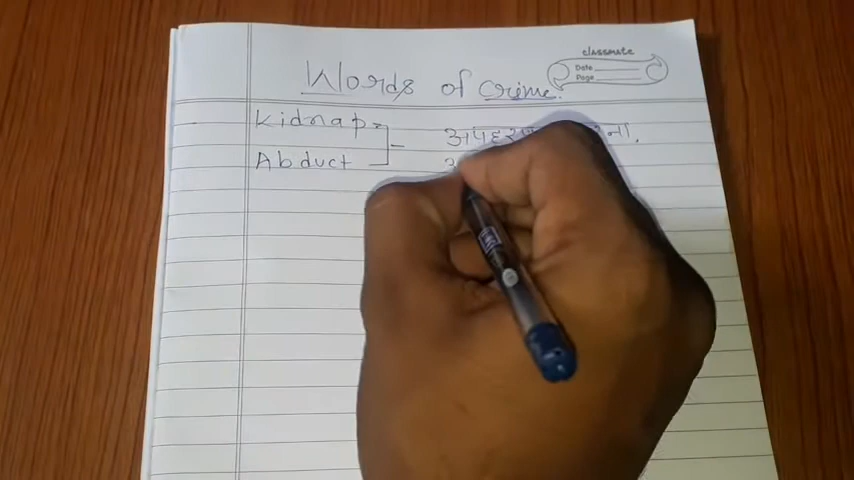 classmate
Date
Page
Words of Crime.
Kidnap
Abduct